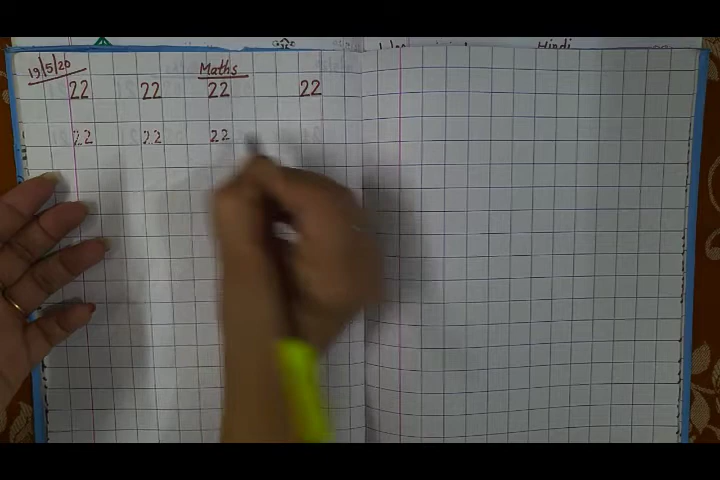 Hindi
19/5/20
Maths
22 22 22 22
22 22 22